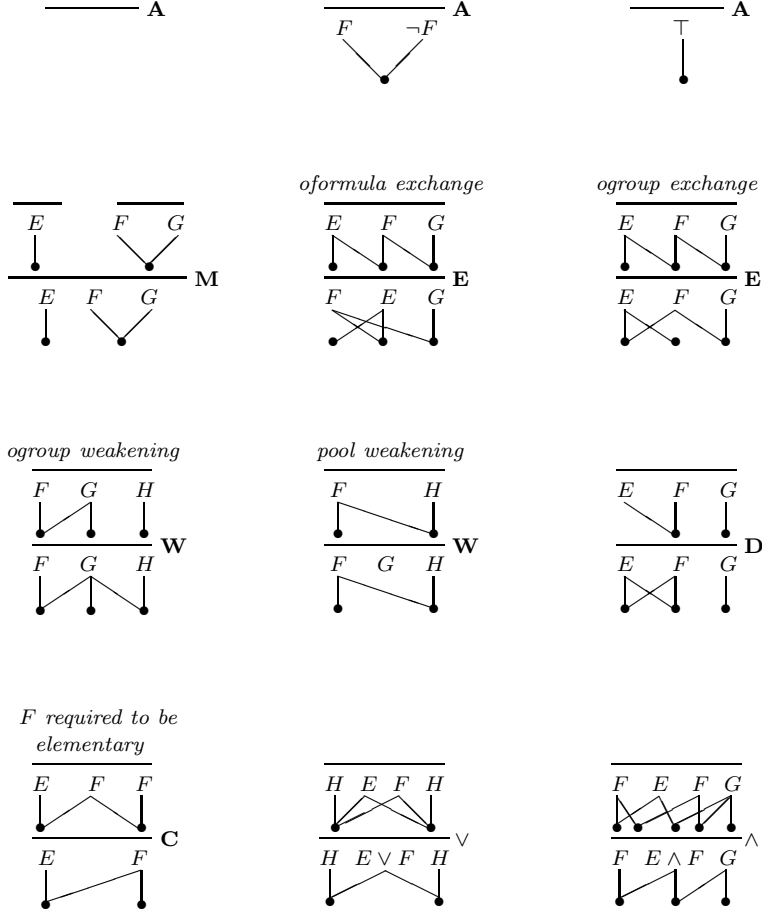 A
A
A
F ¬F
⊤
oformula exchange
ogroup exchange
E F G
E F G
E F G
M
E
E
E F G
F E G
E F G
ogroup weakening
pool weakening
F G H
F H
E F G
W
W
D
F G H
F G H
E F G
F required to be
elementary
E F F
H E F H
F E F G
C
∨
∧
E F
H E ∨ F H
F E ∧ F G